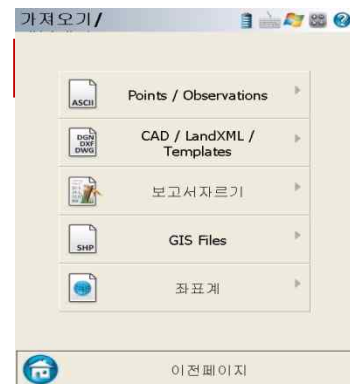 가져오기/
ASCII
Points / Observations
DGN
DXF
DWG
CAD / LandXML /
Templates
보고서자르기
SHP
GIS Files
좌표계
이전페이지